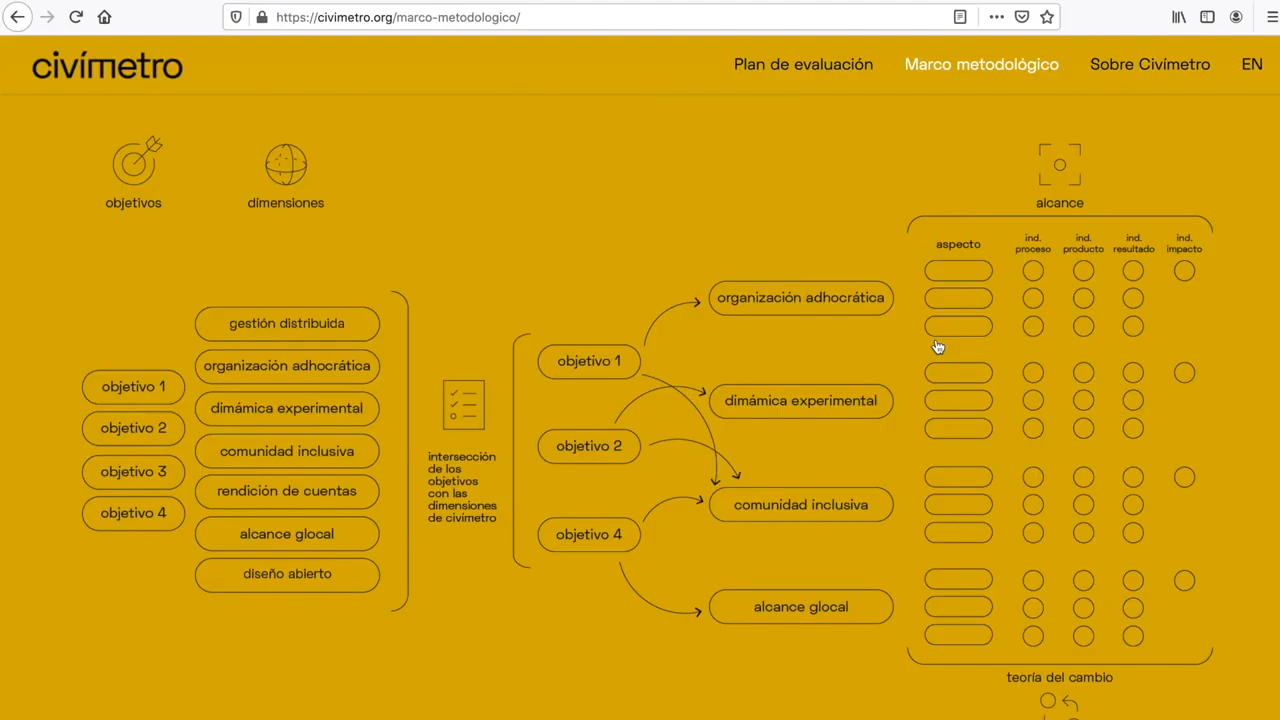 https://civimetro.org/marco-metodologico/
civímetro
Plan de evaluación
Marco metodológico
Sobre Civímetro
EN
objetivos
dimensiones
alcance
aspecto
ind.
proceso
ind.
producto
ind.
resultado
ind.
impacto
objetivo 1
objetivo 2
objetivo 3
objetivo 4
gestión distribuida
organización adhocrática
dimámica experimental
comunidad inclusiva
rendición de cuentas
alcance glocal
diseño abierto
intersección
de los
objetivos
con las
dimensiones
de civímetro
objetivo 1
objetivo 2
objetivo 4
organización adhocrática
dimámica experimental
comunidad inclusiva
alcance glocal
teoría del cambio